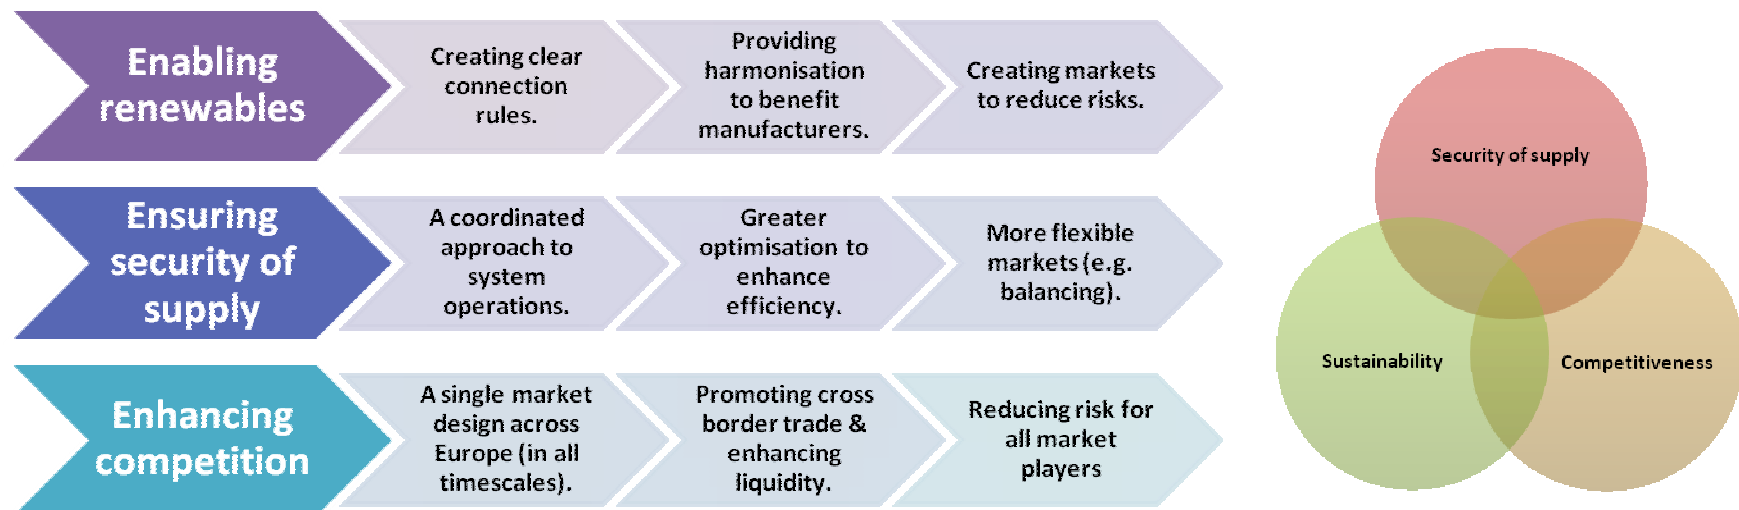 Enabling
renewables
Creating clear
connection
rules.
Providing
harmonisation
to benefit
manufacturers.
Creating markets
to reduce risks.
Ensuring
security of
supply
A coordinated
approach to
system
operations.
Greater
optimisation to
enhance
efficiency.
More flexible
markets (e.g.
balancing).
Enhancing
competition
A single market
design across
Europe (in all
timescales).
Promoting cross
border trade &
enhancing
liquidity.
Reducing risk for
all market
players
Security of supply
Sustainability
Competitiveness